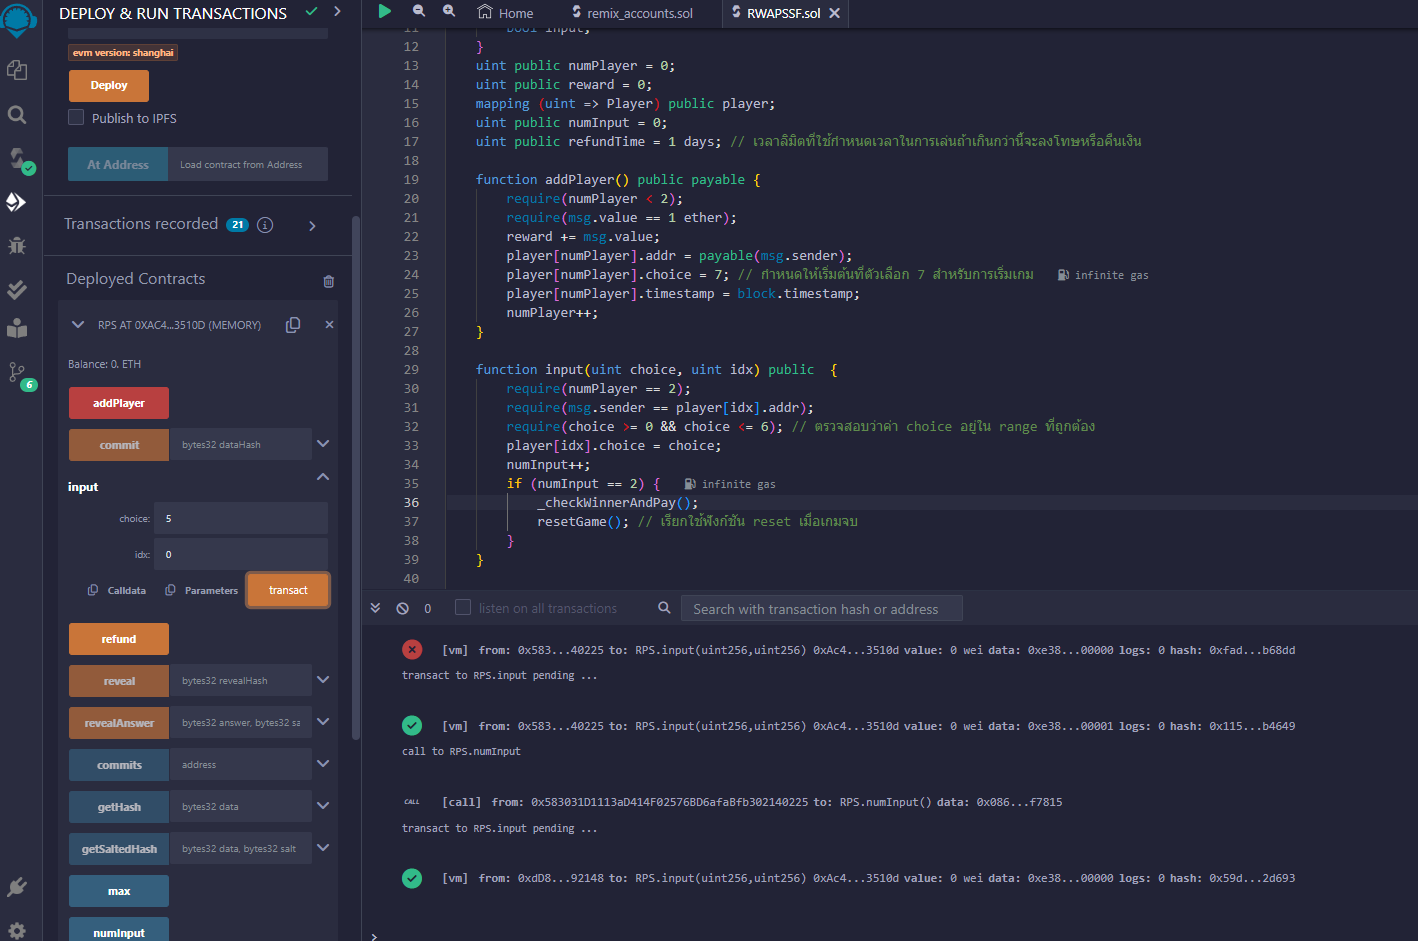 DEPLOY & RUN TRANSACTIONS
evm version: shanghai
Deploy
Publish to IPFS
At Address
Load contract from Address
Transactions recorded 21
Deployed Contracts
RPS AT 0XAC4...3510D (MEMORY)
Balance: 0. ETH
addPlayer
commit
bytes32 dataHash
input
choice: 5
idx: 0
Calldata
Parameters
transact
refund
reveal
bytes32 revealHash
revealAnswer
bytes32 answer, bytes32 sa
commits
address
getHash
bytes32 data
getSaltedHash
bytes32 data, bytes32 salt
max
numInput
6
Home
remix_accounts.sol
RWAPSSF.sol
11 bool input;
12 }
13 uint public numPlayer = 0;
14 uint public reward = 0;
15 mapping (uint => Player) public player;
16 uint public numInput = 0;
17 uint public refundTime = 1 days; // เวลาลิมิตที่ใช้กำหนดเวลาในการเล่นถ้าเกินกว่านี้จะลงโทษหรือคืนเงิน
18
19 function addPlayer() public payable {
20 require(numPlayer < 2);
21 require(msg.value == 1 ether);
22 reward += msg.value;
23 player[numPlayer].addr = payable(msg.sender);
24 player[numPlayer].choice = 7; // กำหนดให้เริ่มต้นที่ตัวเลือก 7 สำหรับการเริ่มเกม infinite gas
25 player[numPlayer].timestamp = block.timestamp;
26 numPlayer++;
27 }
28
29 function input(uint choice, uint idx) public {
30 require(numPlayer == 2);
31 require(msg.sender == player[idx].addr);
32 require(choice >= 0 && choice <= 6); // ตรวจสอบว่าค่า choice อยู่ใน range ที่ถูกต้อง
33 player[idx].choice = choice;
34 numInput++;
35 if (numInput == 2) { infinite gas
36 _checkWinnerAndPay();
37 resetGame(); // เรียกใช้ฟังก์ชัน reset เมื่อเกมจบ
38 }
39 }
40
0
listen on all transactions
Search with transaction hash or address
[vm] from: 0x583...40225 to: RPS.input(uint256,uint256) 0xAc4...3510d value: 0 wei data: 0xe38...00000 logs: 0 hash: 0xfad...b68dd
transact to RPS.input pending ...
[vm] from: 0x583...40225 to: RPS.input(uint256,uint256) 0xAc4...3510d value: 0 wei data: 0xe38...00001 logs: 0 hash: 0x115...b4649
call to RPS.numInput
CALL [call] from: 0x583031D1113aD414F02576BD6afaBfb302140225 to: RPS.numInput() data: 0x086...f7815
transact to RPS.input pending ...
[vm] from: 0xdD8...92148 to: RPS.input(uint256,uint256) 0xAc4...3510d value: 0 wei data: 0xe38...00000 logs: 0 hash: 0x59d...2d693
>